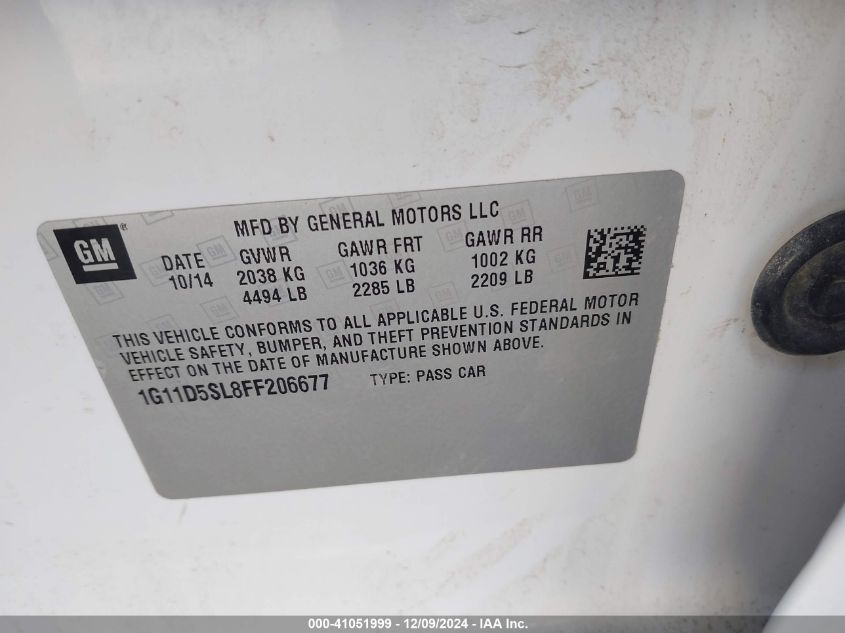 GM
MFD BY GENERAL MOTORS LLC
DATE GVWR GAWR FRT GAWR RR
10/14 2038 KG 1036 KG 1002 KG
4494 LB 2285 LB 2209 LB
THIS VEHICLE CONFORMS TO ALL APPLICABLE U.S. FEDERAL MOTOR
VEHICLE SAFETY, BUMPER, AND THEFT PREVENTION STANDARDS IN
EFFECT ON THE DATE OF MANUFACTURE SHOWN ABOVE.
1G11D5SL8FF206677 TYPE: PASS CAR
000-41051999 - 12/09/2024 - IAA Inc.